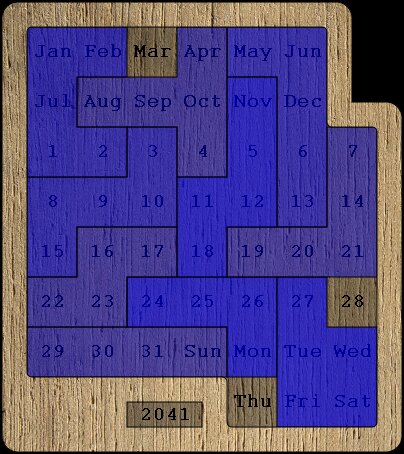 Jan Feb Mar Apr May Jun
Jul Aug Sep Oct Nov Dec
1 2 3 4 5 6 7
8 9 10 11 12 13 14
15 16 17 18 19 20 21
22 23 24 25 26 27 28
29 30 31 Sun Mon Tue Wed
2041 Thu Fri Sat